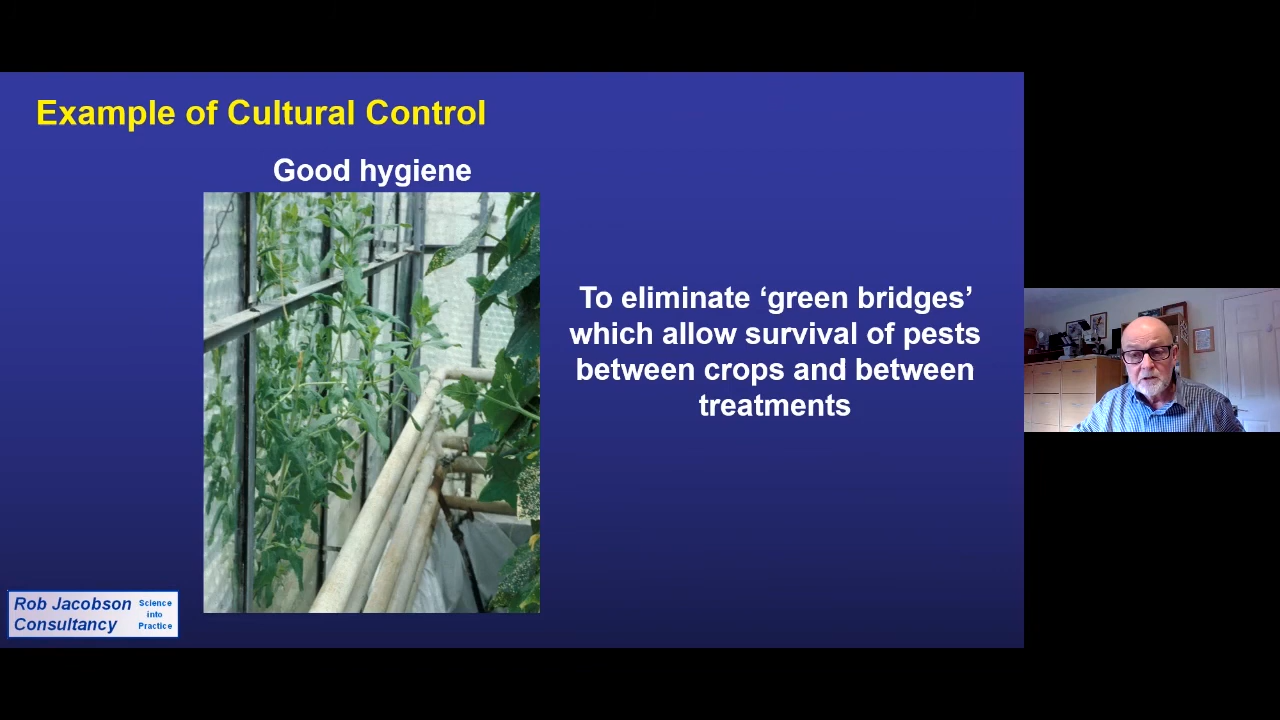 Example of Cultural Control
Good hygiene
To eliminate ‘green bridges’
which allow survival of pests
between crops and between
treatments
Rob Jacobson
Consultancy
Science
into
Practice